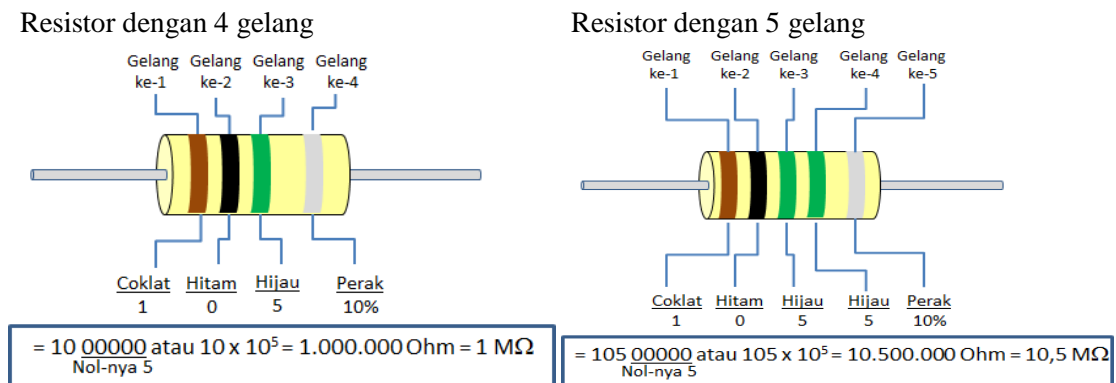 Resistor dengan 4 gelang
Gelang Gelang Gelang Gelang
ke-1 ke-2 ke-3 ke-4
Coklat Hitam Hijau Perak
1 0 5 10%
= 10 00000 atau 10 x 10⁵ = 1.000.000 Ohm = 1 MΩ
Nol-nya 5
Resistor dengan 5 gelang
Gelang Gelang Gelang Gelang Gelang
ke-1 ke-2 ke-3 ke-4 ke-5
Coklat Hitam Hijau Hijau Perak
1 0 5 5 10%
= 105 00000 atau 105 x 10⁵ = 10.500.000 Ohm = 10,5 MΩ
Nol-nya 5